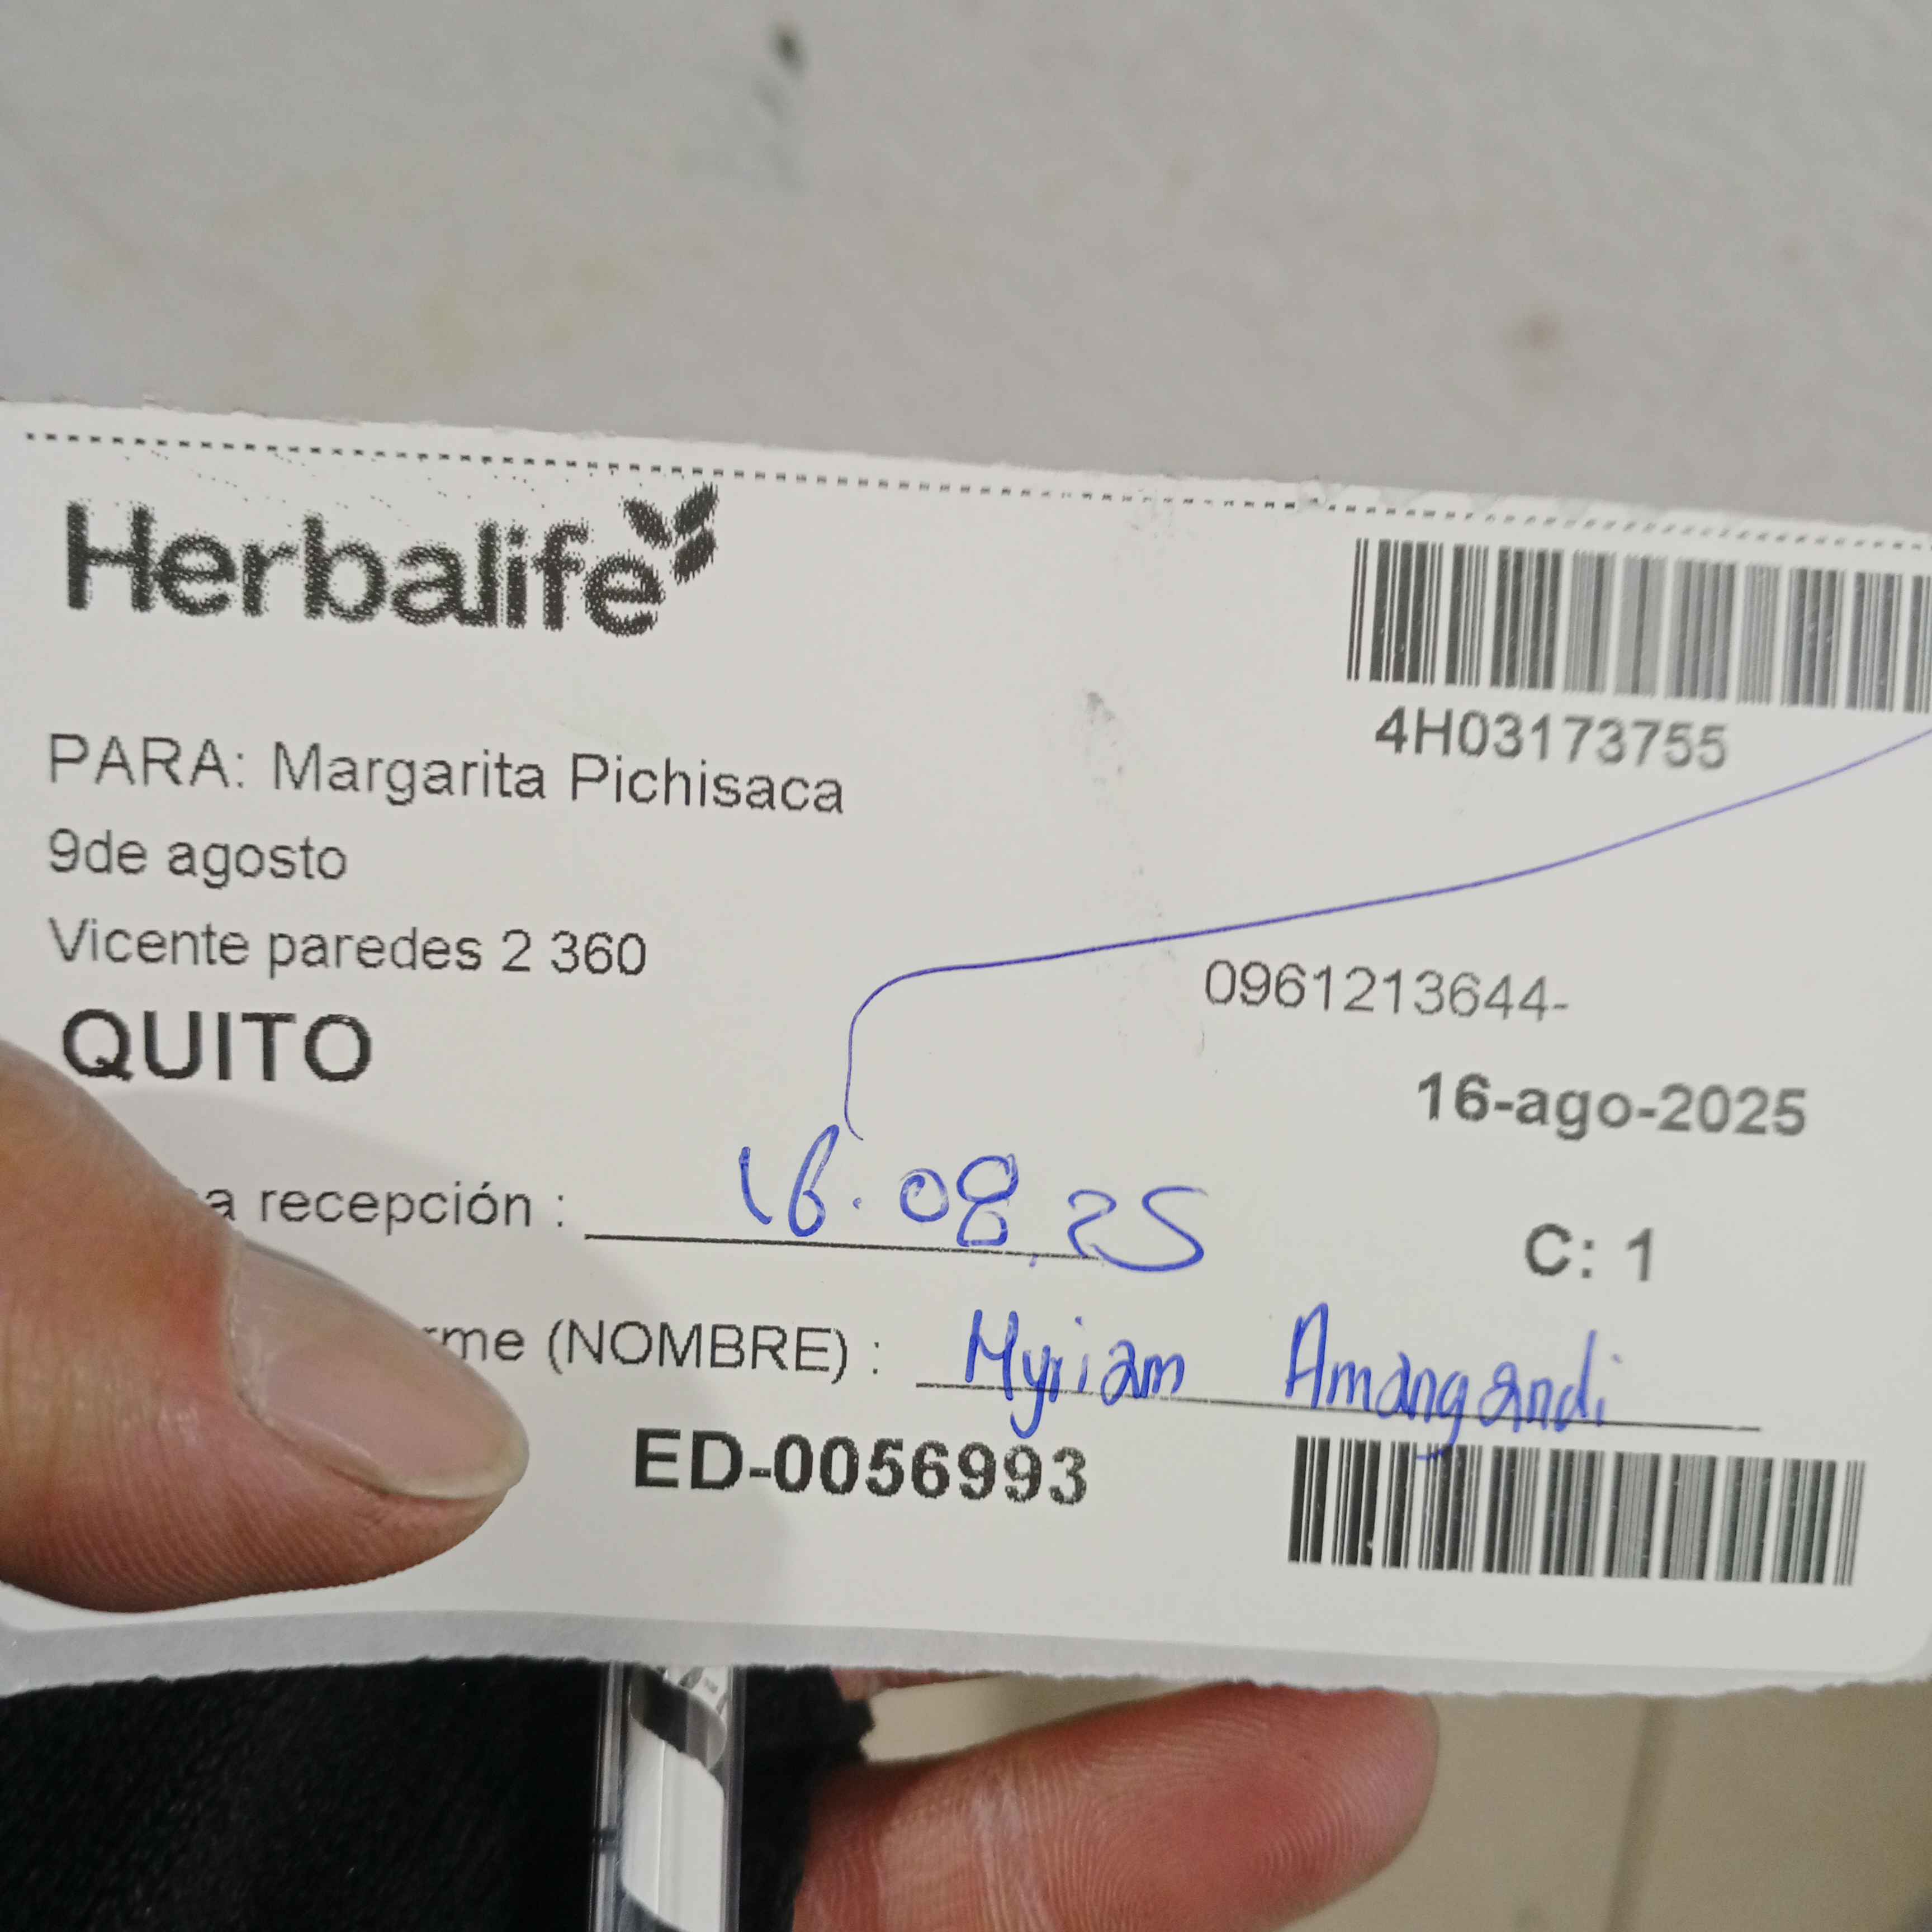 Herbalife
4H03173755
PARA: Margarita Pichisaca
9de agosto
Vicente paredes 2 360
0961213644-
QUITO
16-ago-2025
recepción : 16.08.25
C: 1
(NOMBRE) : Myriam Amangandi
ED-0056993